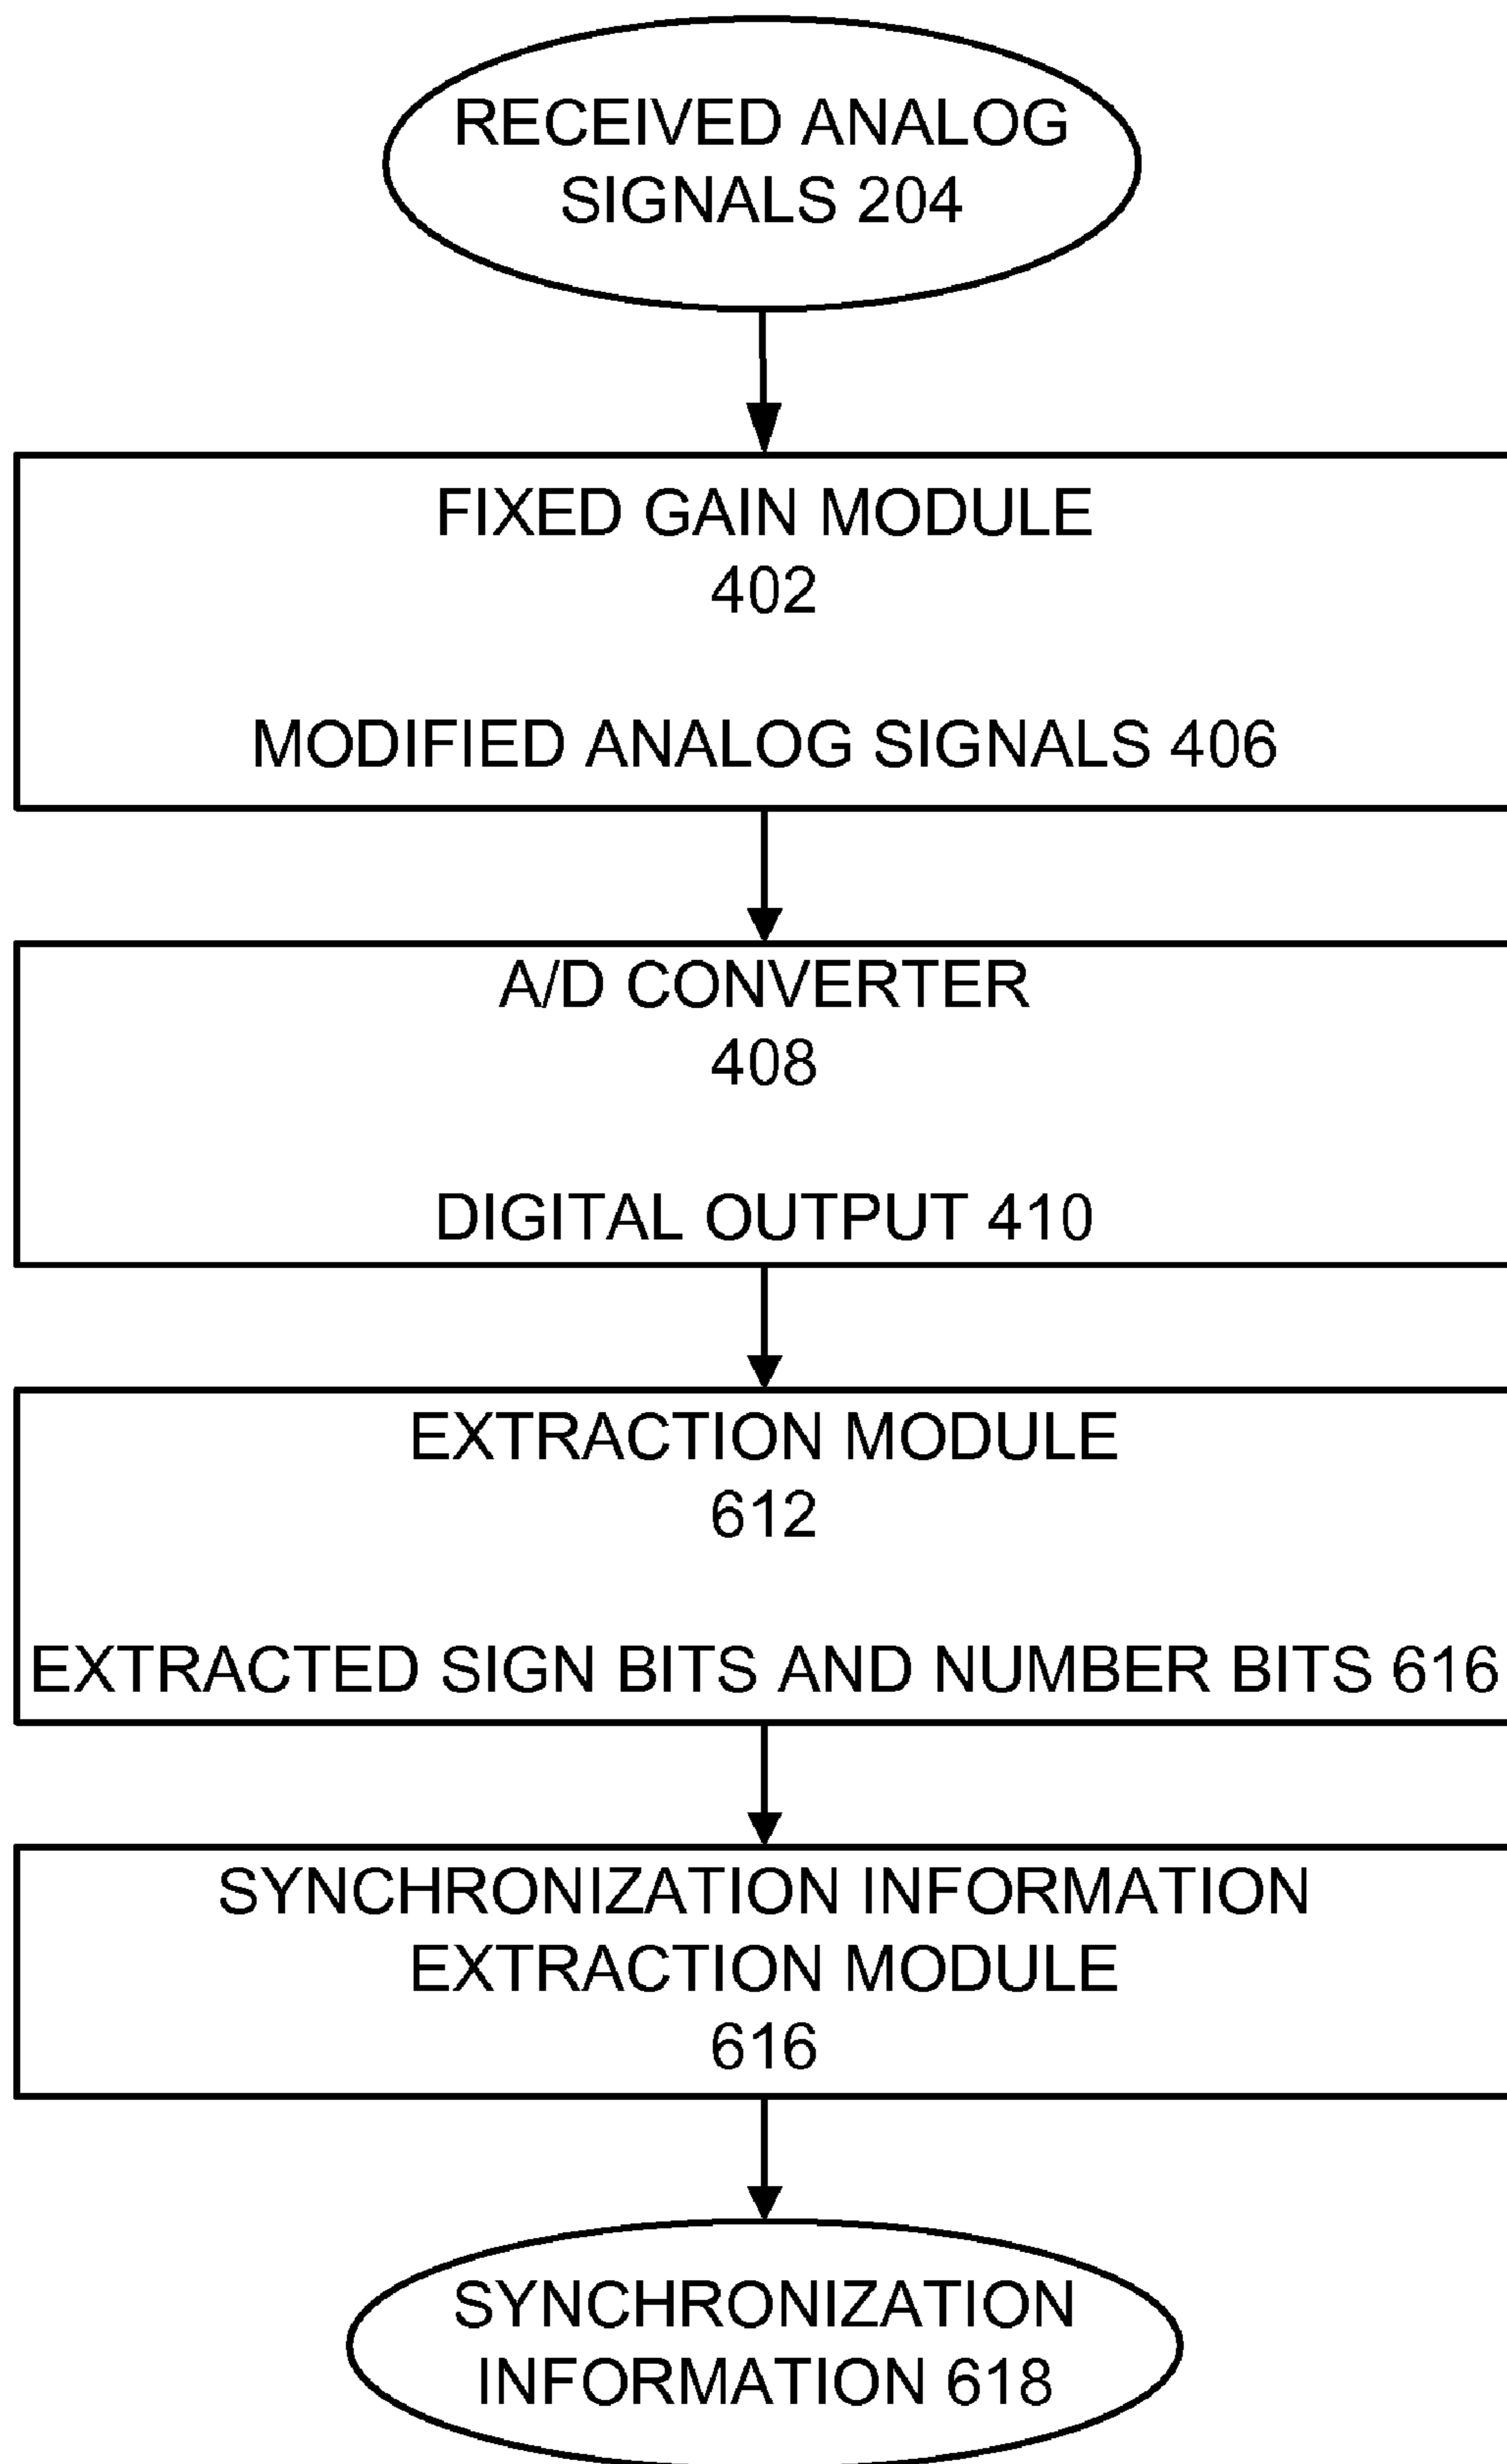 RECEIVED ANALOG
SIGNALS 204
FIXED GAIN MODULE
402
MODIFIED ANALOG SIGNALS 406
A/D CONVERTER
408
DIGITAL OUTPUT 410
EXTRACTION MODULE
612
EXTRACTED SIGN BITS AND NUMBER BITS 616
SYNCHRONIZATION INFORMATION
EXTRACTION MODULE
616
SYNCHRONIZATION
INFORMATION 618